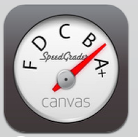 F D C B A+
SpeedGrader
canvas